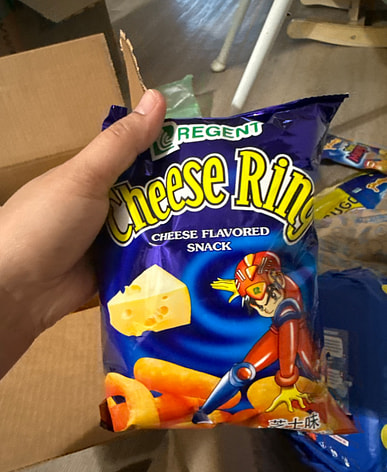 REGENT
Cheese Ring
CHEESE FLAVORED
SNACK
芝士味